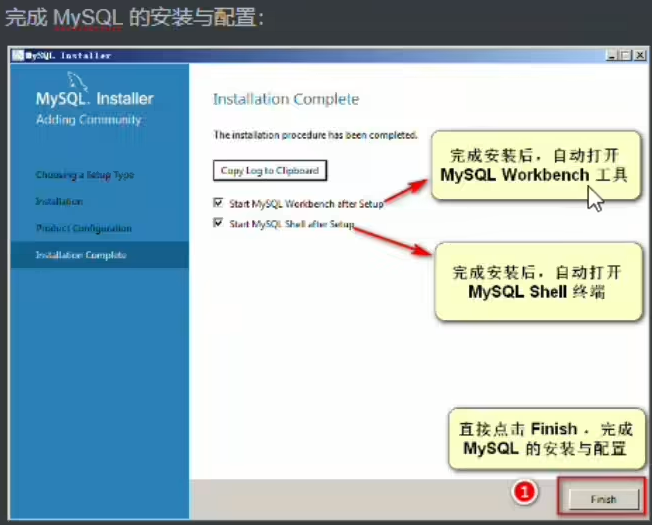 完成 MySQL 的安装与配置：
MySQL Installer
MySQL. Installer
Adding Community
Choosing a Setup Type
Installation
Product Configuration
Installation Complete
Installation Complete
The installation procedure has been completed.
Copy Log to Clipboard
Start MySQL Workbench after Setup
Start MySQL Shell after Setup
完成安装后，自动打开
MySQL Workbench 工具
完成安装后，自动打开
MySQL Shell 终端
直接点击 Finish ，完成
MySQL 的安装与配置
1
Finish